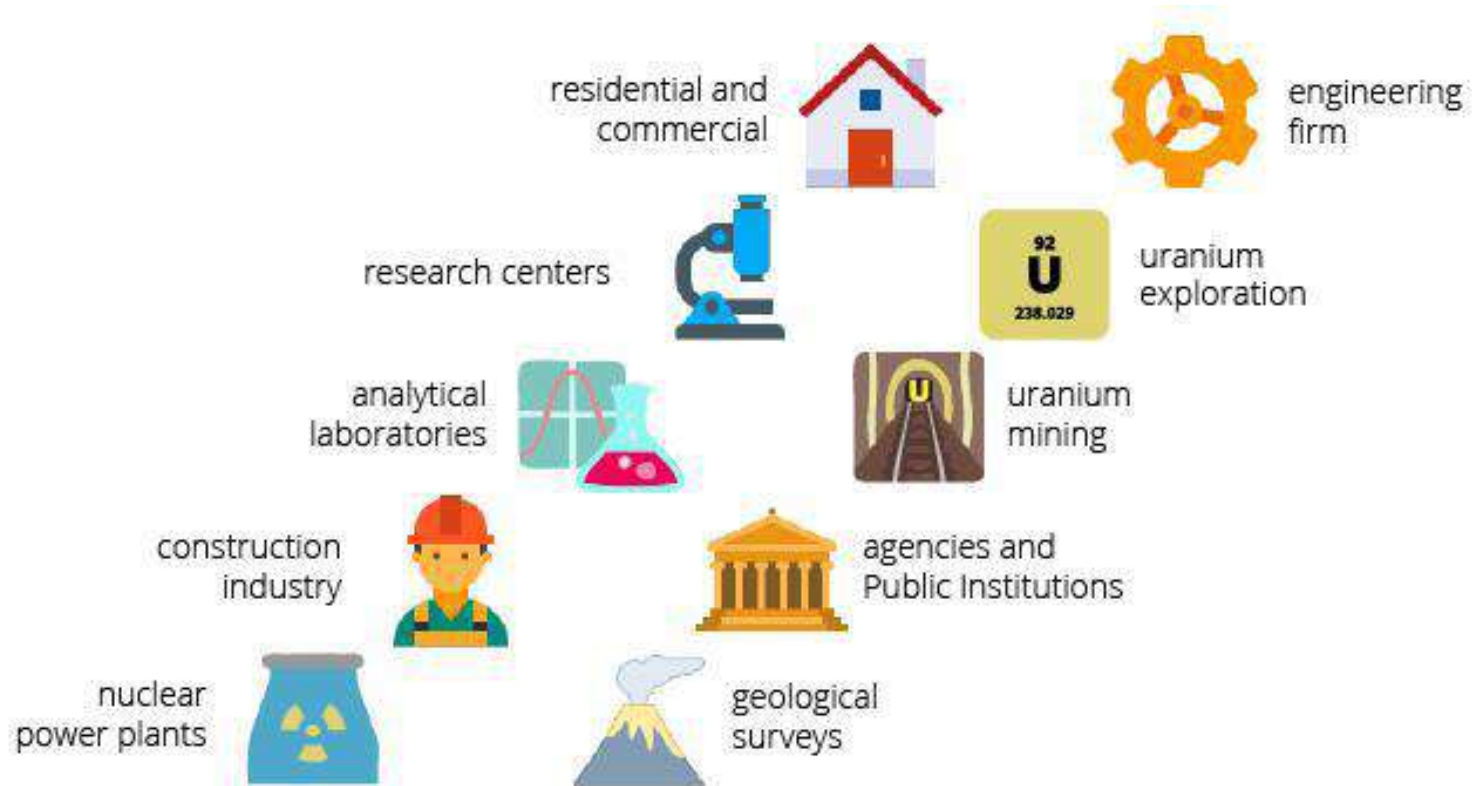 residential and
commercial
engineering
firm
research centers
92
U
238.029
uranium
exploration
analytical
laboratories
U
uranium
mining
construction
industry
agencies and
Public Institutions
nuclear
power plants
geological
surveys